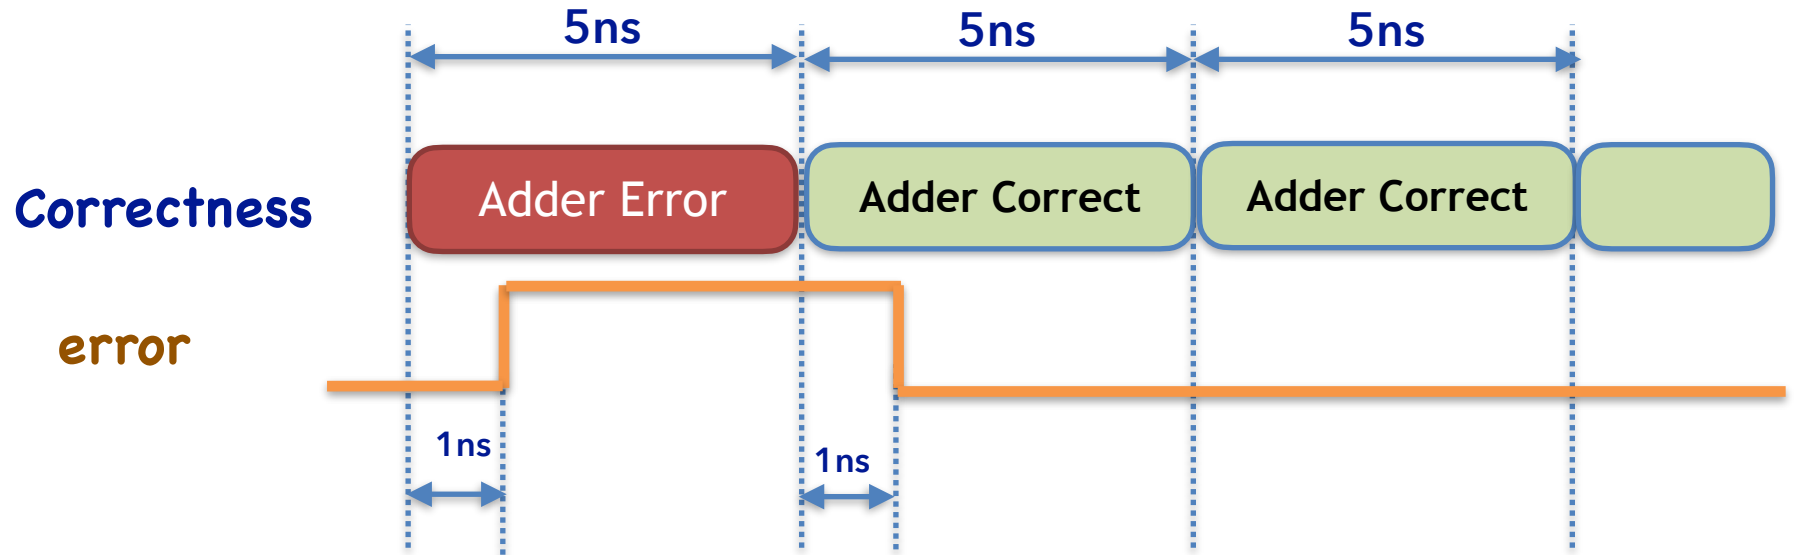 5ns 5ns 5ns
Adder Error Adder Correct Adder Correct
Correctness
error
1ns 1ns